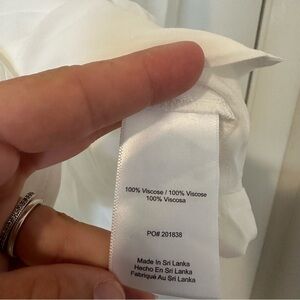 100% Viscose / 100% Viscose
100% Viscosa
PO# 201838
Made In Sri Lanka
Hecho En Sri Lanka
Fabriqué Au Sri Lanka